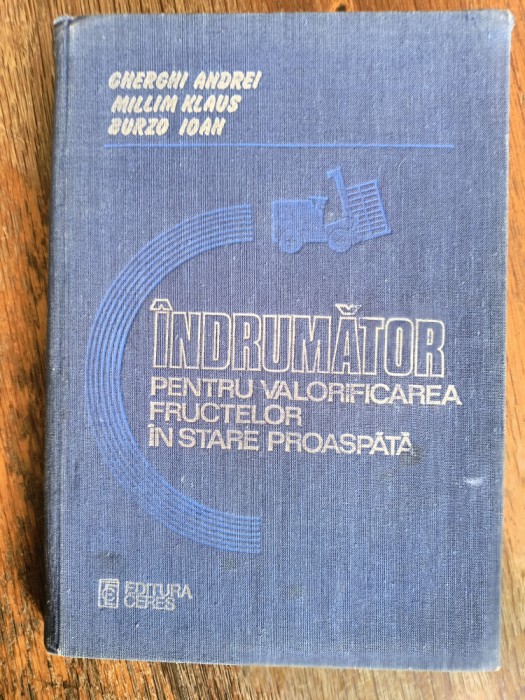 GHERGHI ANDREI
MILLIM KLAUS
BURZO IOAN
ÎNDRUMĂTOR
PENTRU VALORIFICAREA
FRUCTELOR
ÎN STARE PROASPĂTĂ
EDITURA
CERES